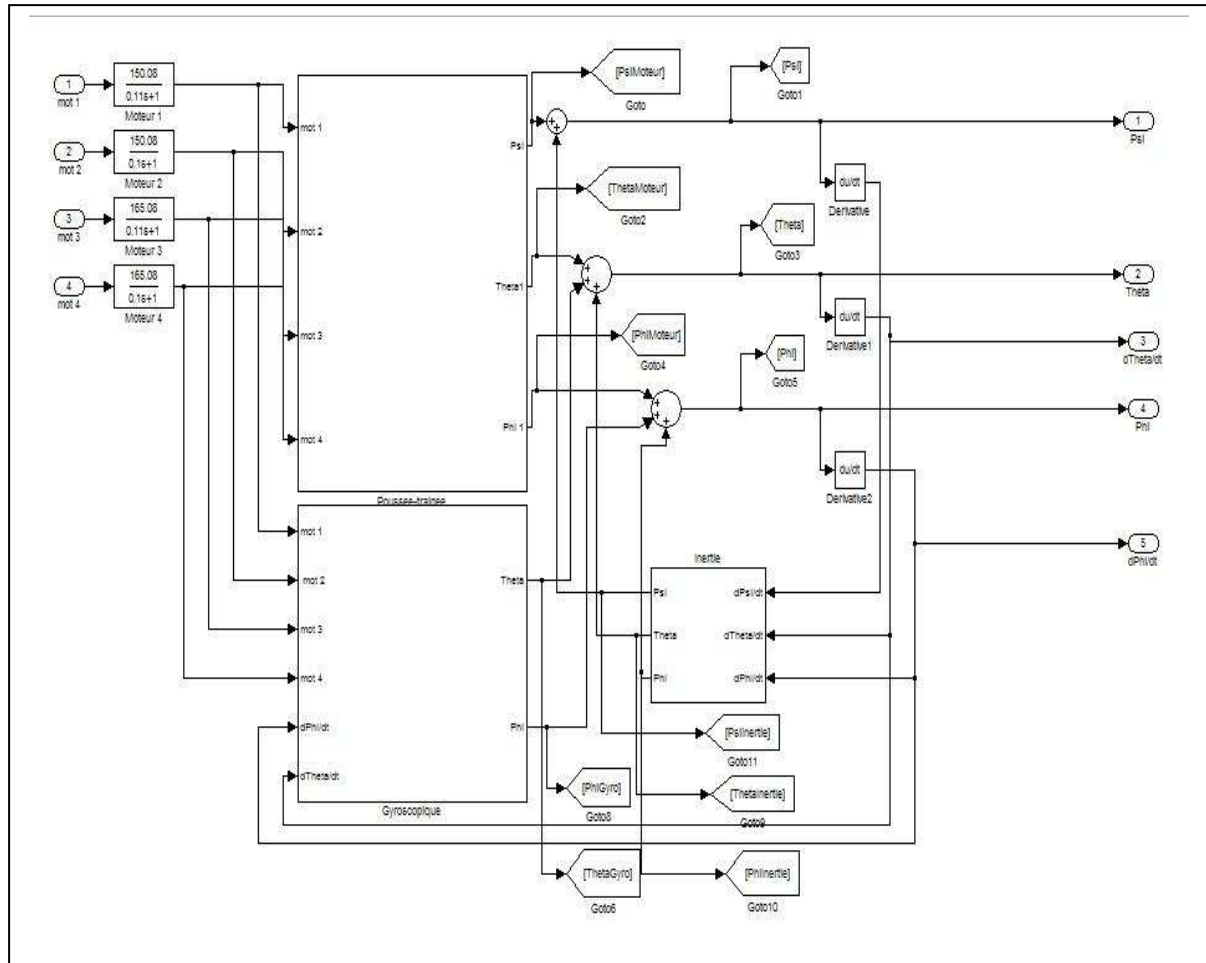 1
mot 1
150.08
0.11s+1
Moteur 1
2
mot 2
150.08
0.1s+1
Moteur 2
3
mot 3
165.08
0.11s+1
Moteur 3
4
mot 4
165.08
0.1s+1
Moteur 4
mot 1
mot 2
mot 3
mot 4
Psi
Theta1
Phi 1
Poussee-trainee
mot 1
mot 2
mot 3
mot 4
dPhi/dt
dTheta/dt
Theta
Phi
Gyroscopique
[PsiMoteur]
Goto
[Psi]
Goto1
[ThetaMoteur]
Goto2
[Theta]
Goto3
[PhiMoteur]
Goto4
[Phi]
Goto5
+
+
+
+
+
+
+
+
du/dt
Derivative
du/dt
Derivative1
du/dt
Derivative2
1
Psi
2
Theta
3
dTheta/dt
4
Phi
5
dPhi/dt
Inertie
Psi
Theta
Phi
dPsi/dt
dTheta/dt
dPhi/dt
[PsiInertie]
Goto11
[ThetaInertie]
Goto9
[PhiGyro]
Goto8
[ThetaGyro]
Goto6
[PhiInertie]
Goto10